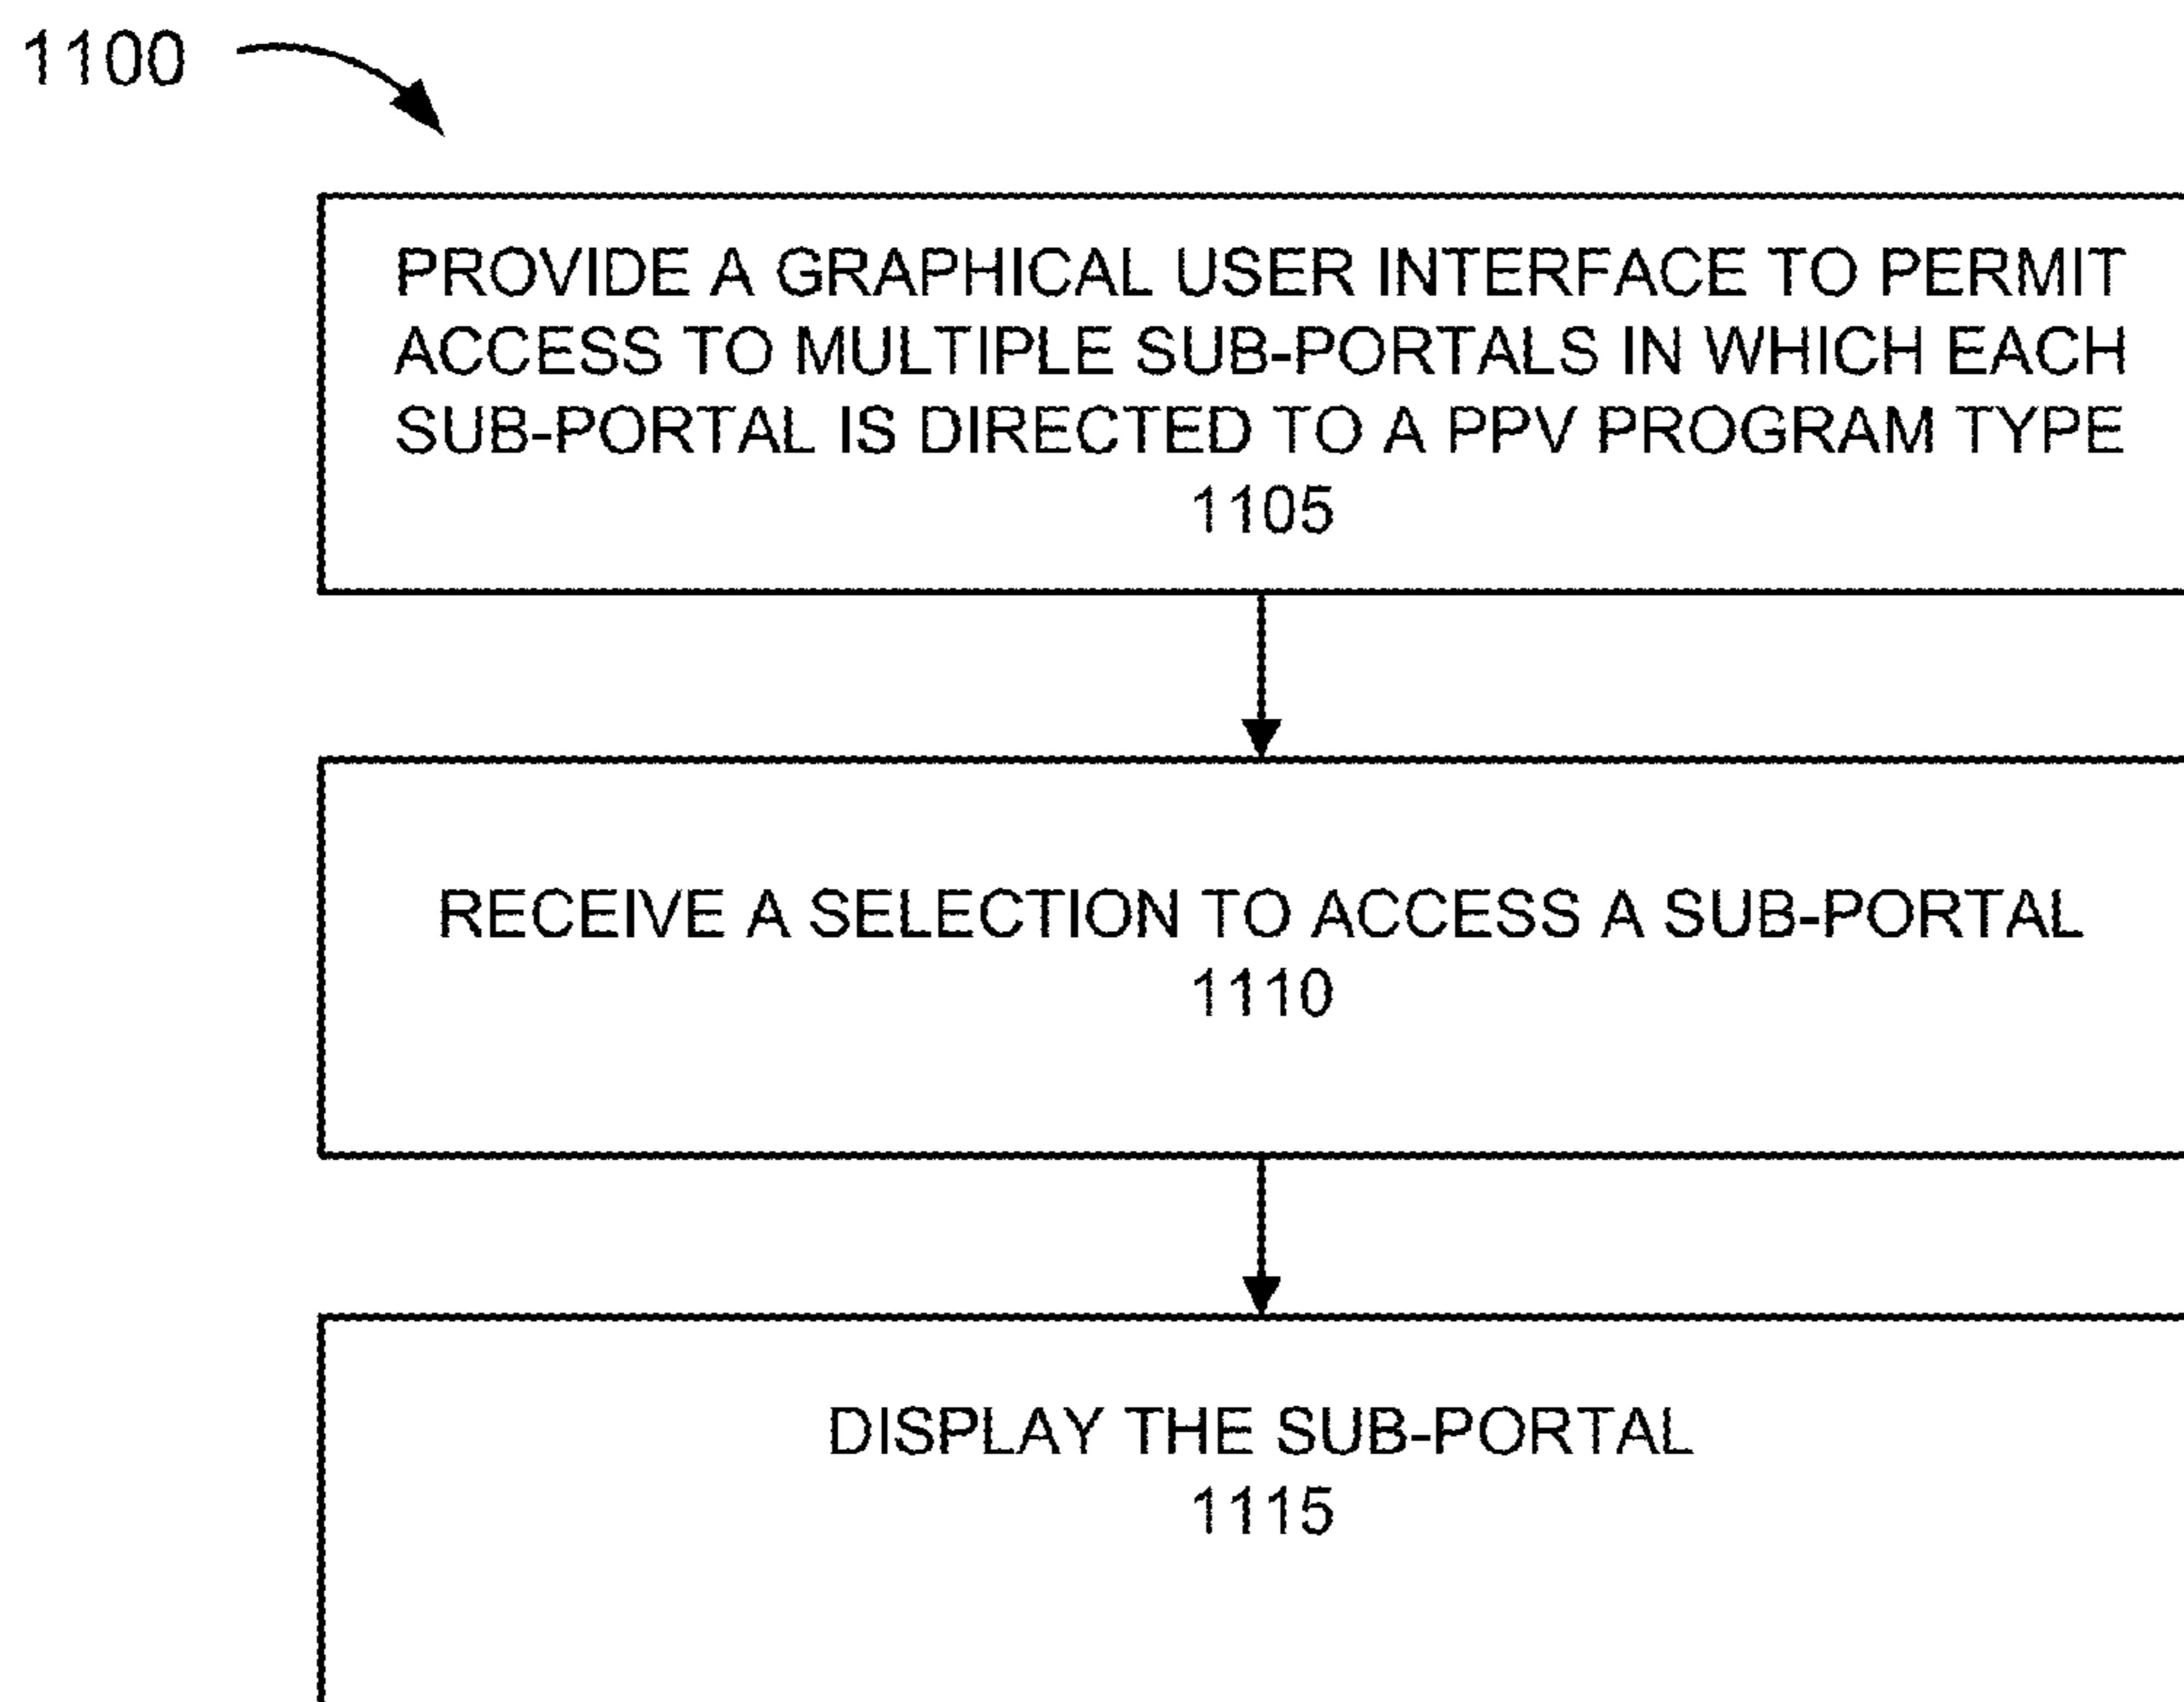 1100
PROVIDE A GRAPHICAL USER INTERFACE TO PERMIT
ACCESS TO MULTIPLE SUB-PORTALS IN WHICH EACH
SUB-PORTAL IS DIRECTED TO A PPV PROGRAM TYPE
1105
RECEIVE A SELECTION TO ACCESS A SUB-PORTAL
1110
DISPLAY THE SUB-PORTAL
1115